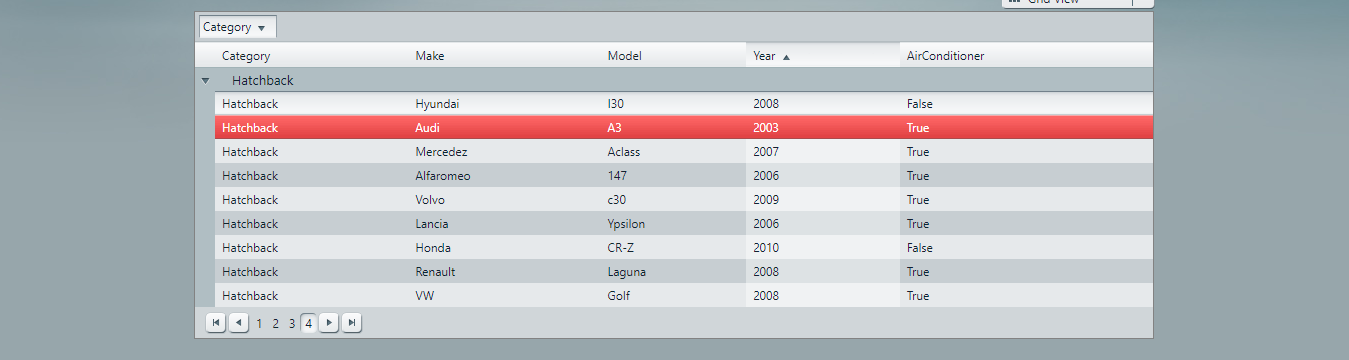 Grid View
Category
Category Make Model Year AirConditioner
Hatchback
Hatchback Hyundai I30 2008 False
Hatchback Audi A3 2003 True
Hatchback Mercedez Aclass 2007 True
Hatchback Alfaromeo 147 2006 True
Hatchback Volvo c30 2009 True
Hatchback Lancia Ypsilon 2006 True
Hatchback Honda CR-Z 2010 False
Hatchback Renault Laguna 2008 True
Hatchback VW Golf 2008 True
1 2 3 4